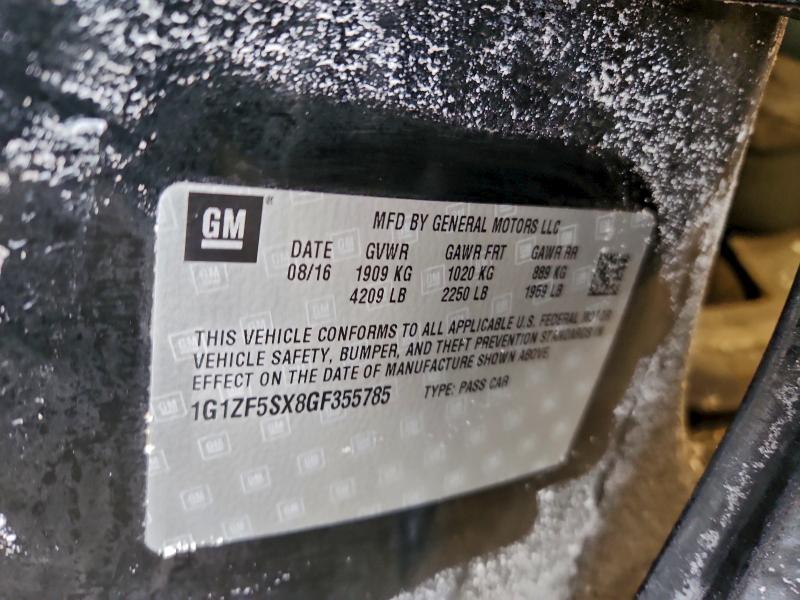 GM
MFD BY GENERAL MOTORS LLC
DATE GVWR GAWR FRT GAWR RR
08/16 1909 KG 1020 KG 889 KG
4209 LB 2250 LB 1959 LB
THIS VEHICLE CONFORMS TO ALL APPLICABLE U.S. FEDERAL MOTOR
VEHICLE SAFETY, BUMPER, AND THEFT PREVENTION STANDARDS IN
EFFECT ON THE DATE OF MANUFACTURE SHOWN ABOVE.
1G1ZF5SX8GF355785 TYPE: PASS CAR